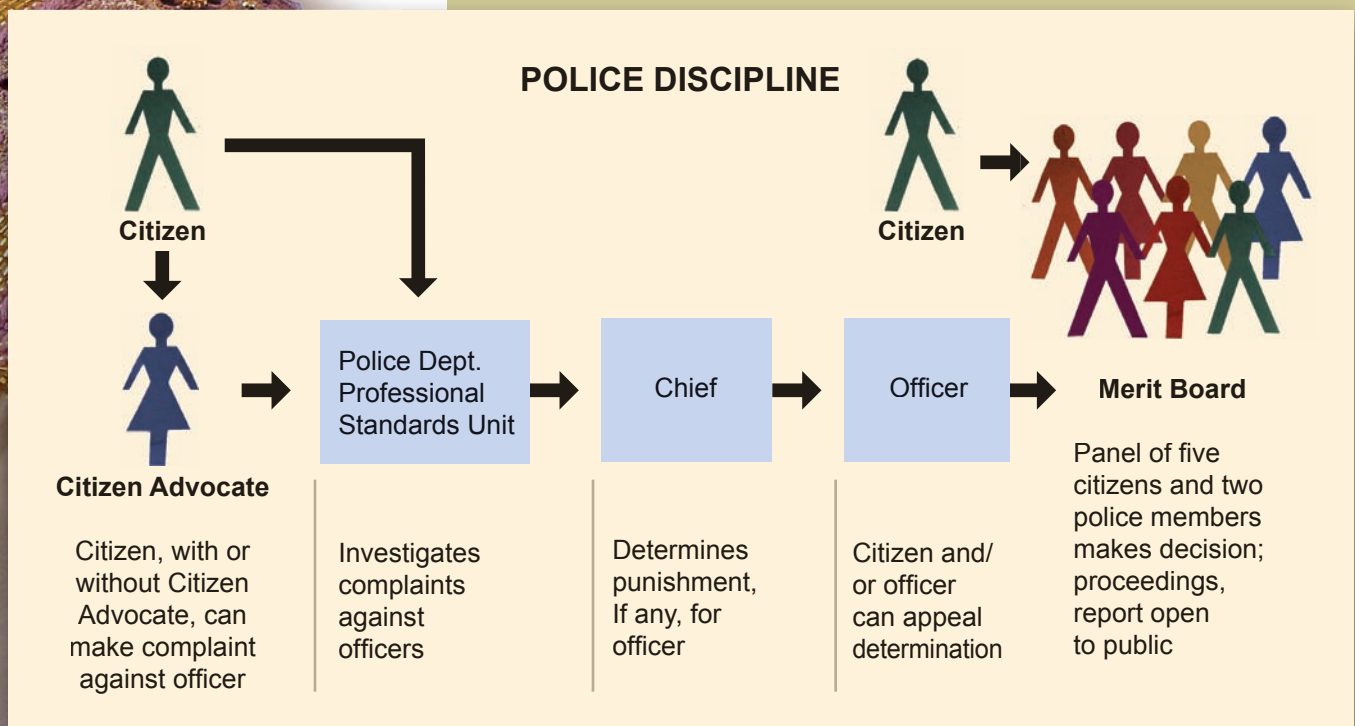 POLICE DISCIPLINE
Citizen
Citizen
Citizen Advocate
Citizen, with or
without Citizen
Advocate, can
make complaint
against officer
Police Dept.
Professional
Standards Unit
Investigates
complaints
against
officers
Chief
Determines
punishment,
If any, for
officer
Officer
Citizen and/
or officer
can appeal
determination
Merit Board
Panel of five
citizens and two
police members
makes decision;
proceedings,
report open
to public